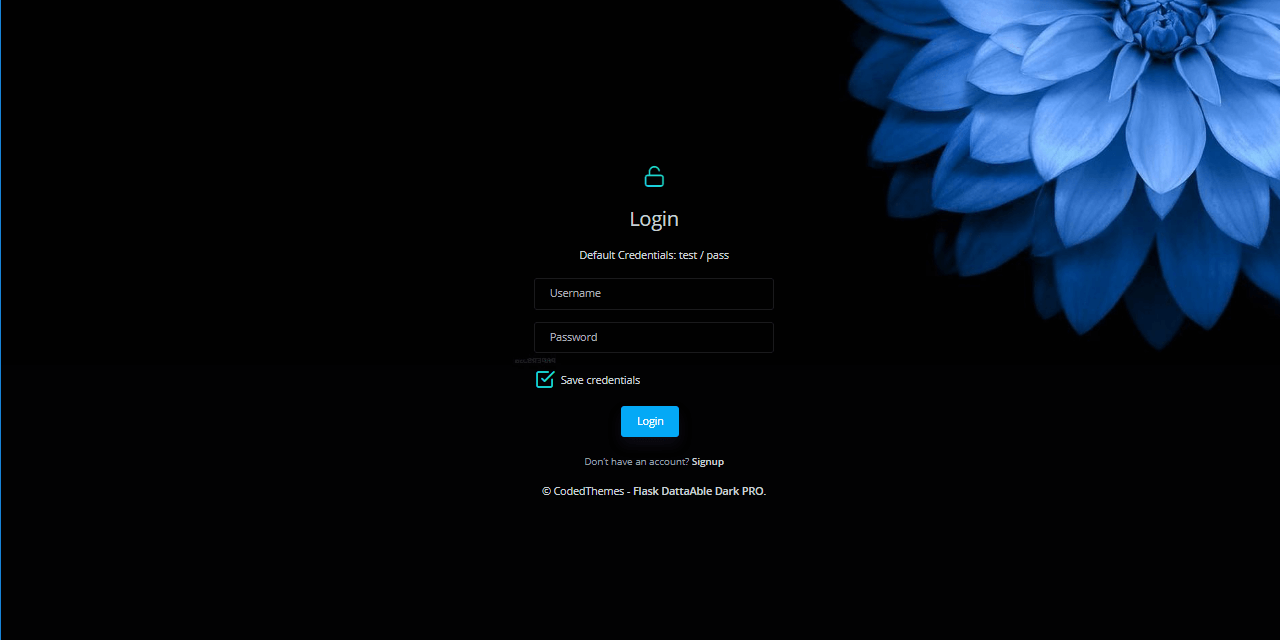 Login
Default Credentials: test / pass
Username
Password
Save credentials
Login
Don't have an account? Signup
© CodedThemes - Flask DattaAble Dark PRO.